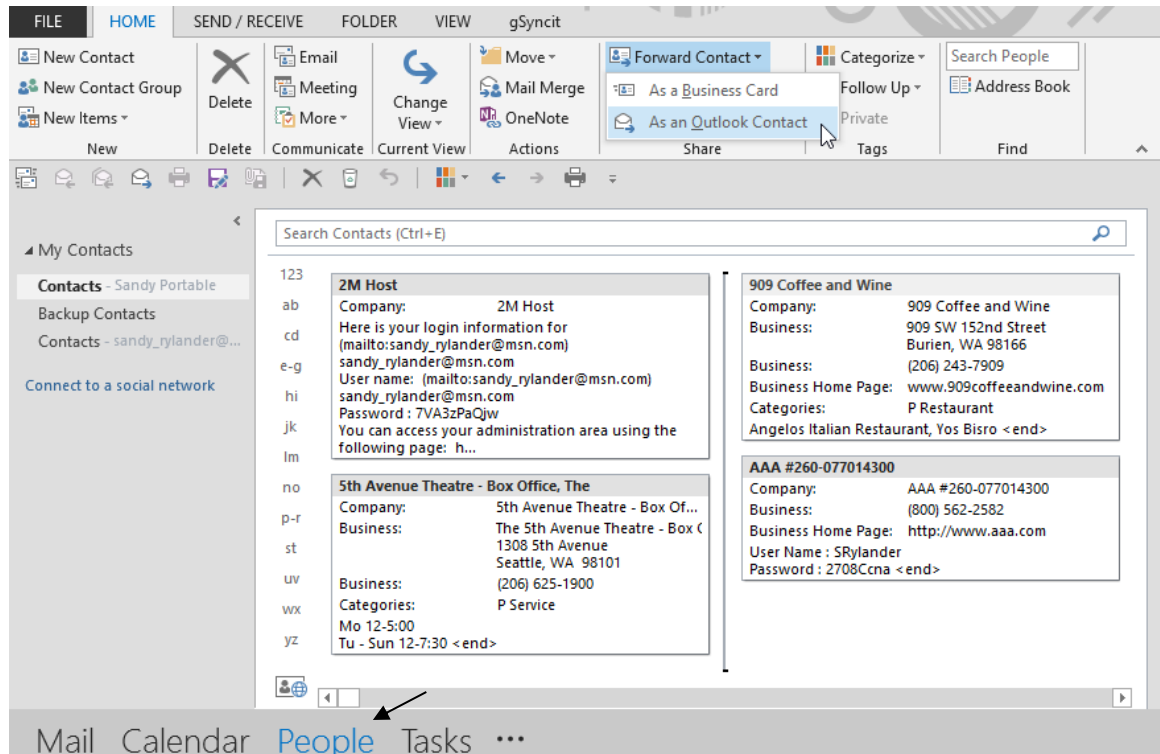 FILE HOME SEND / RECEIVE FOLDER VIEW gSyncit
New Contact
New Contact Group
New Items
New
Delete
Delete
Email
Meeting
More
Communicate
Change
View
Current View
Move
Mail Merge
OneNote
Actions
Forward Contact
As a Business Card
As an Outlook Contact
Share
Categorize
Follow Up
Private
Tags
Search People
Address Book
Find
My Contacts
Contacts - Sandy Portable
Backup Contacts
Contacts - sandy_rylander@...
Connect to a social network
Search Contacts (Ctrl+E)
123
ab
cd
e-g
hi
jk
lm
no
p-r
st
uv
wx
yz
2M Host
Company: 2M Host
Here is your login information for
(mailto:sandy_rylander@msn.com)
sandy_rylander@msn.com
User name: (mailto:sandy_rylander@msn.com)
sandy_rylander@msn.com
Password : 7VA3zPaQjw
You can access your administration area using the
following page: h...
5th Avenue Theatre - Box Office, The
Company: 5th Avenue Theatre - Box Of...
Business: The 5th Avenue Theatre - Box
1308 5th Avenue
Seattle, WA 98101
Business: (206) 625-1900
Categories: P Service
Mo 12-5:00
Tu - Sun 12-7:30 <end>
909 Coffee and Wine
Company: 909 Coffee and Wine
Business: 909 SW 152nd Street
Burien, WA 98166
Business: (206) 243-7909
Business Home Page: www.909coffeeandwine.com
Categories: P Restaurant
Angelos Italian Restaurant, Yos Bisro <end>
AAA #260-077014300
Company: AAA #260-077014300
Business: (800) 562-2582
Business Home Page: http://www.aaa.com
User Name : SRylander
Password : 2708Ccna <end>
Mail Calendar People Tasks ...